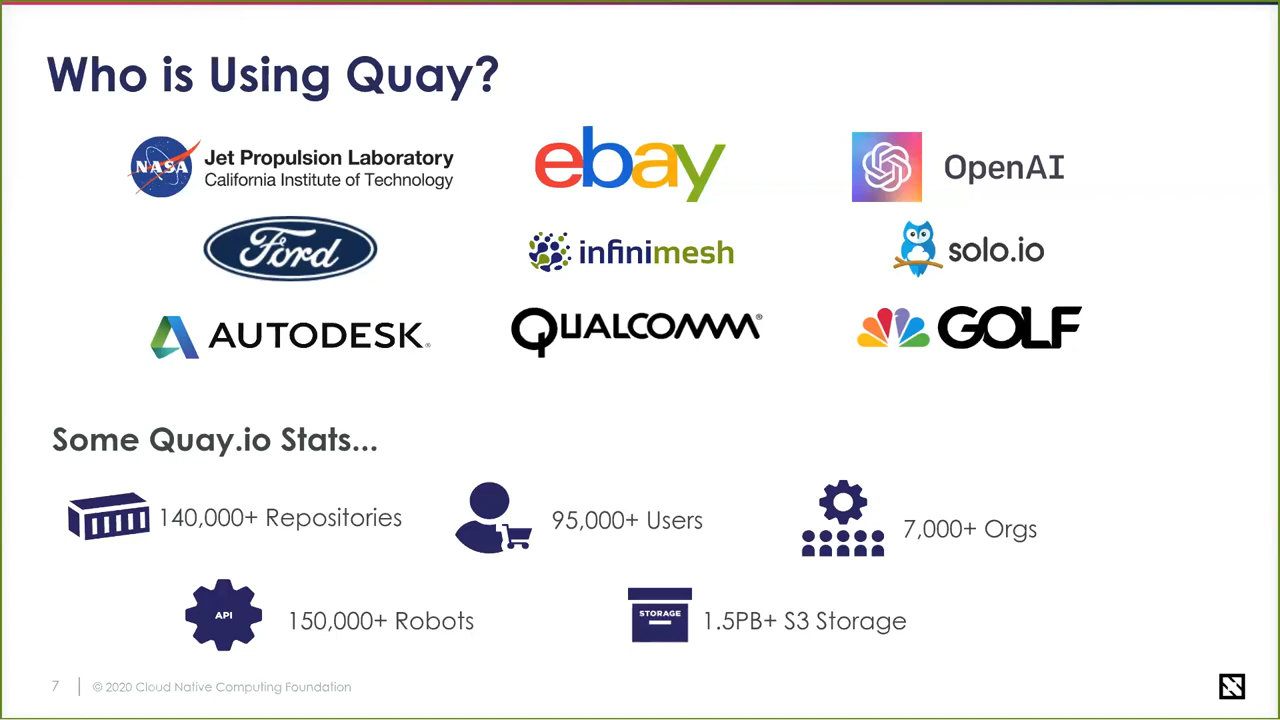 Who is Using Quay?
NASA
Jet Propulsion Laboratory
California Institute of Technology
ebay
OpenAI
Ford
infinimesh
solo.io
AUTODESK®
QUALCOMM®
GOLF
Some Quay.io Stats...
140,000+ Repositories
95,000+ Users
7,000+ Orgs
API
150,000+ Robots
STORAGE
1.5PB+ S3 Storage
7
© 2020 Cloud Native Computing Foundation